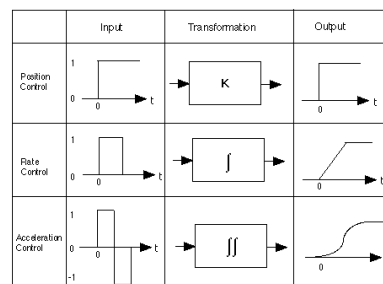 Input Transformation Output
Position
Control
1
0
0
t
K
0
t
Rate
Control
1
0
0
t
∫
0
t
Acceleration
Control
1
0
-1
0
t
∫∫
0
t